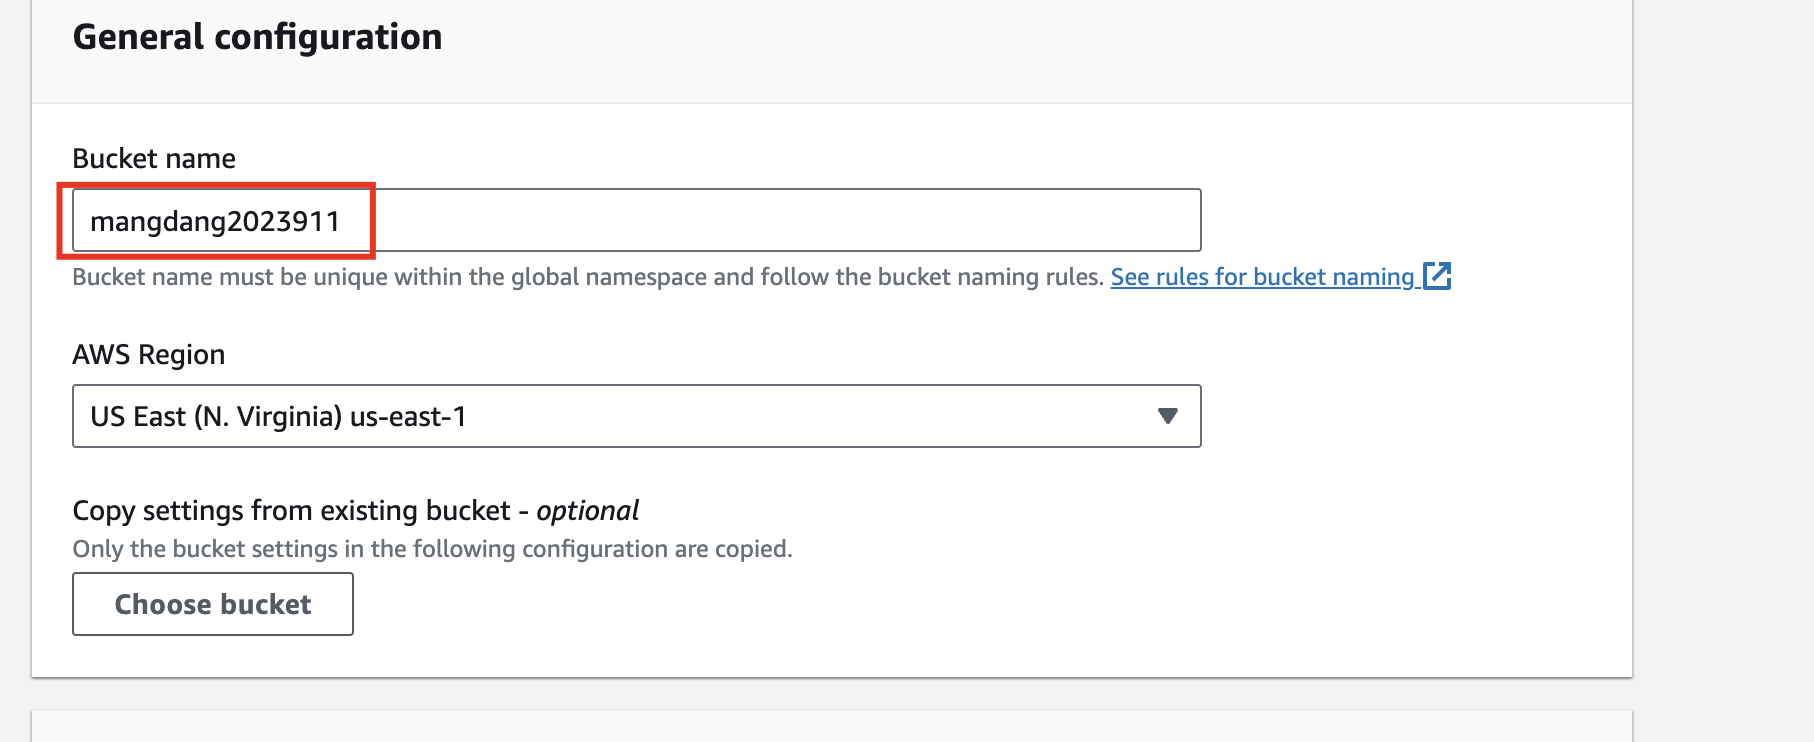 General configuration
Bucket name
mangdang2023911
Bucket name must be unique within the global namespace and follow the bucket naming rules. See rules for bucket naming
AWS Region
US East (N. Virginia) us-east-1
Copy settings from existing bucket - optional
Only the bucket settings in the following configuration are copied.
Choose bucket